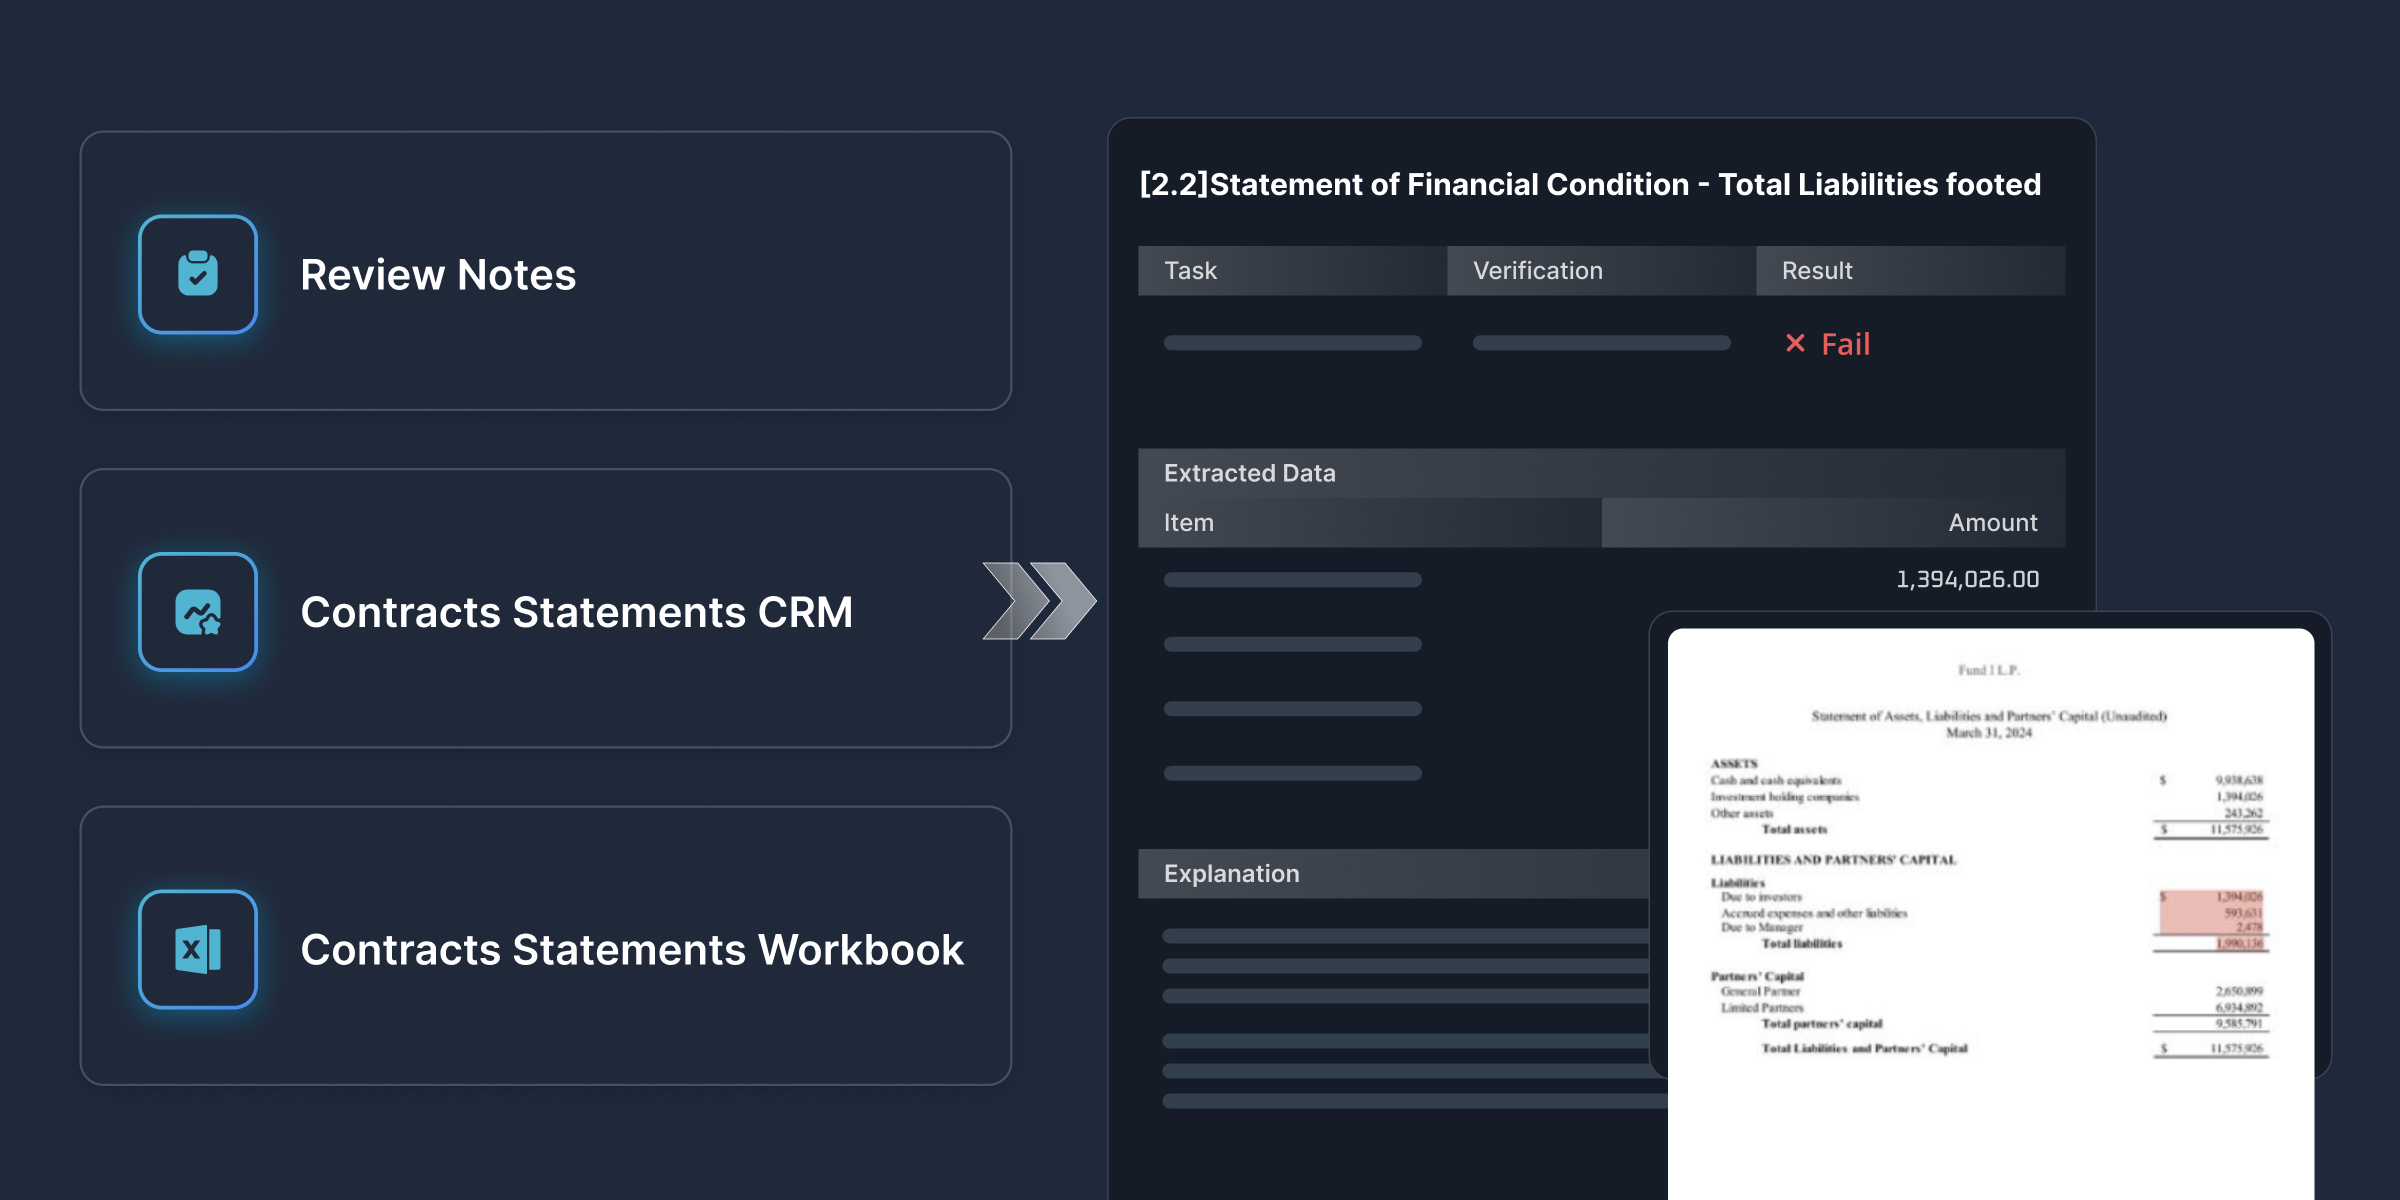 Review Notes
Contracts Statements CRM
Contracts Statements Workbook
[2.2]Statement of Financial Condition - Total Liabilities footed
Task Verification Result
Fail
Extracted Data
Item Amount
1,394,026.00
Explanation
Fund I L.P.
Statement of Assets, Liabilities and Partners' Capital (Unaudited)
March 31, 2024
ASSETS
Cash and cash equivalents $ 9,938,638
Investment holding companies 1,394,026
Other assets 243,262
Total assets $ 11,575,926
LIABILITIES AND PARTNERS' CAPITAL
Liabilities
Due to investors $ 1,394,026
Accrued expenses and other liabilities 593,631
Due to Manager 2,478
Total liabilities 1,990,136
Partners' Capital
General Partner 2,650,899
Limited Partners 6,934,892
Total partners' capital 9,585,791
Total Liabilities and Partners' Capital $ 11,575,926